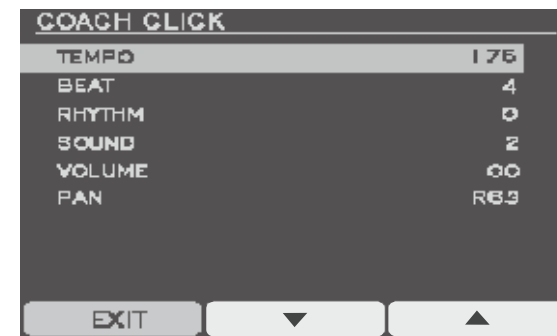 COACH CLICK
TEMPO 175
BEAT 4
RHYTHM 0
SOUND 2
VOLUME 00
PAN R63
EXIT